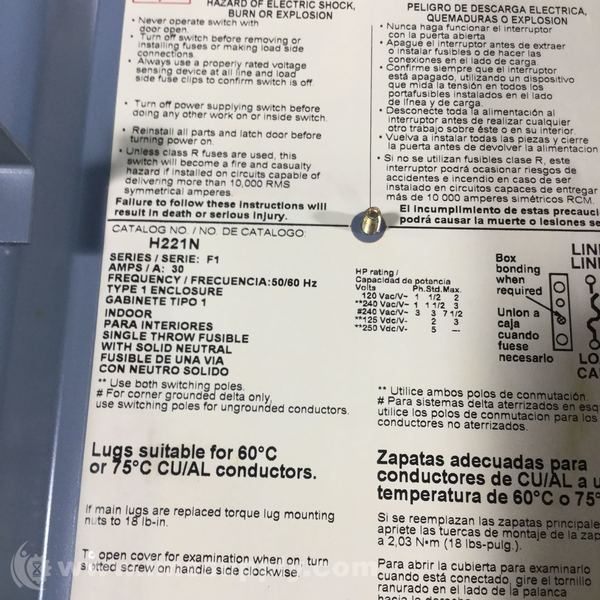 HAZARD OF ELECTRIC SHOCK,
BURN OR EXPLOSION
• Never operate switch with
door open.
• Turn off switch before removing or
installing fuses or making load side
connections.
• Always use a properly rated voltage
sensing device at all line and load
side fuse clips to confirm switch is off.
• Turn off power supplying switch before
doing any other work on or inside switch.
• Reinstall all parts and latch door before
turning power on.
• Unless class R fuses are used, this
switch will become a fire and casualty
hazard if installed on circuits capable of
delivering more than 10,000 RMS
symmetrical amperes.
Failure to follow these instructions will
result in death or serious injury.
PELIGRO DE DESCARGA ELECTRICA,
QUEMADURAS O EXPLOSION
• Nunca haga funcionar el interruptor
con la puerta abierta
• Apague el interruptor antes de extraer
o instalar fusibles o de hacer las
conexiones en el lado de carga.
• Confirme siempre que el interruptor
está apagado, utilizando un dispositivo
que mida la tensión en todos los
portafusibles instalados en el lado
de línea y de carga.
• Desconecte toda la alimentación al
interruptor antes de realizar cualquier
otro trabajo sobre éste o en su interior.
• Vuelva a instalar todas las piezas y cierre
la puerta antes de devolver la alimentacion
• Si no se utilizan fusibles clase R, este
interruptor podrá ocasionar riesgos de
accidentes e incendio en caso de ser
instalado en circuitos capaces de entregar
más de 10 000 amperes simétricos RCM.
El incumplimiento de estas precauci
podrá causar la muerte o lesiones se
CATALOG NO. / NO. DE CATALOGO:
H221N
SERIES / SERIE: F1
AMPS / A: 30
FREQUENCY / FRECUENCIA:50/60 Hz
TYPE 1 ENCLOSURE
GABINETE TIPO 1
INDOOR
PARA INTERIORES
SINGLE THROW FUSIBLE
WITH SOLID NEUTRAL
FUSIBLE DE UNA VIA
CON NEUTRO SOLIDO
** Use both switching poles.
# For corner grounded delta only,
use switching poles for ungrounded conductors.
HP rating /
Capacidad de potencia
Volts Ph.Std.Max.
120 Vac/V~ 1 1/2 2
**240 Vac/V~ 1 1 1/2 3
#240 Vac/V~ 3 3 7 1/2
**125 Vdc/V⎓ 2 3
**250 Vdc/V⎓ 5 —
Box
bonding
when
required
Union a
caja
cuando
fuese
necesario
LINE
LINE
LO
CA
** Utilice ambos polos de conmutación.
# Para sistemas delta aterrizados en esq
utilice los polos de conmutacion para los
conductores no aterrizados.
Lugs suitable for 60°C
or 75°C CU/AL conductors.
If main lugs are replaced torque lug mounting
nuts to 18 lb-in.
To open cover for examination when on, turn
slotted screw on handle side clockwise.
Zapatas adecuadas para
conductores de CU/AL a u
temperatura de 60°C o 75°
Si se reemplazan las zapatas principale
apriete las tuercas de montaje de la zap
a 2,03 N•m (18 lbs-pulg.).
Para abrir la cubierta para examinarlo
cuando está conectado, gire el tornillo
ranurado en el lado de la palanca
hacia la derecha